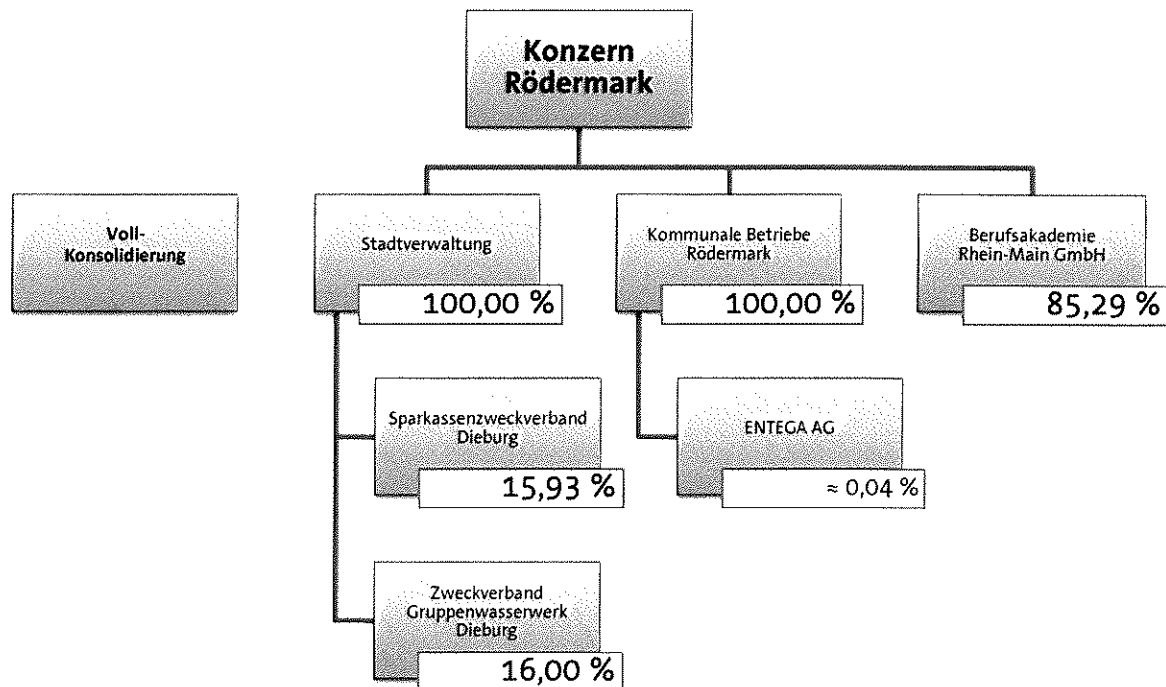 Konzern
Rödermark
Voll-
Konsolidierung
Stadtverwaltung
100,00 %
Kommunale Betriebe
Rödermark
100,00 %
Berufsakademie
Rhein-Main GmbH
85,29 %
Sparkassenzweckverband
Dieburg
15,93 %
ENTEGA AG
≈ 0,04 %
Zweckverband
Gruppenwasserwerk
Dieburg
16,00 %